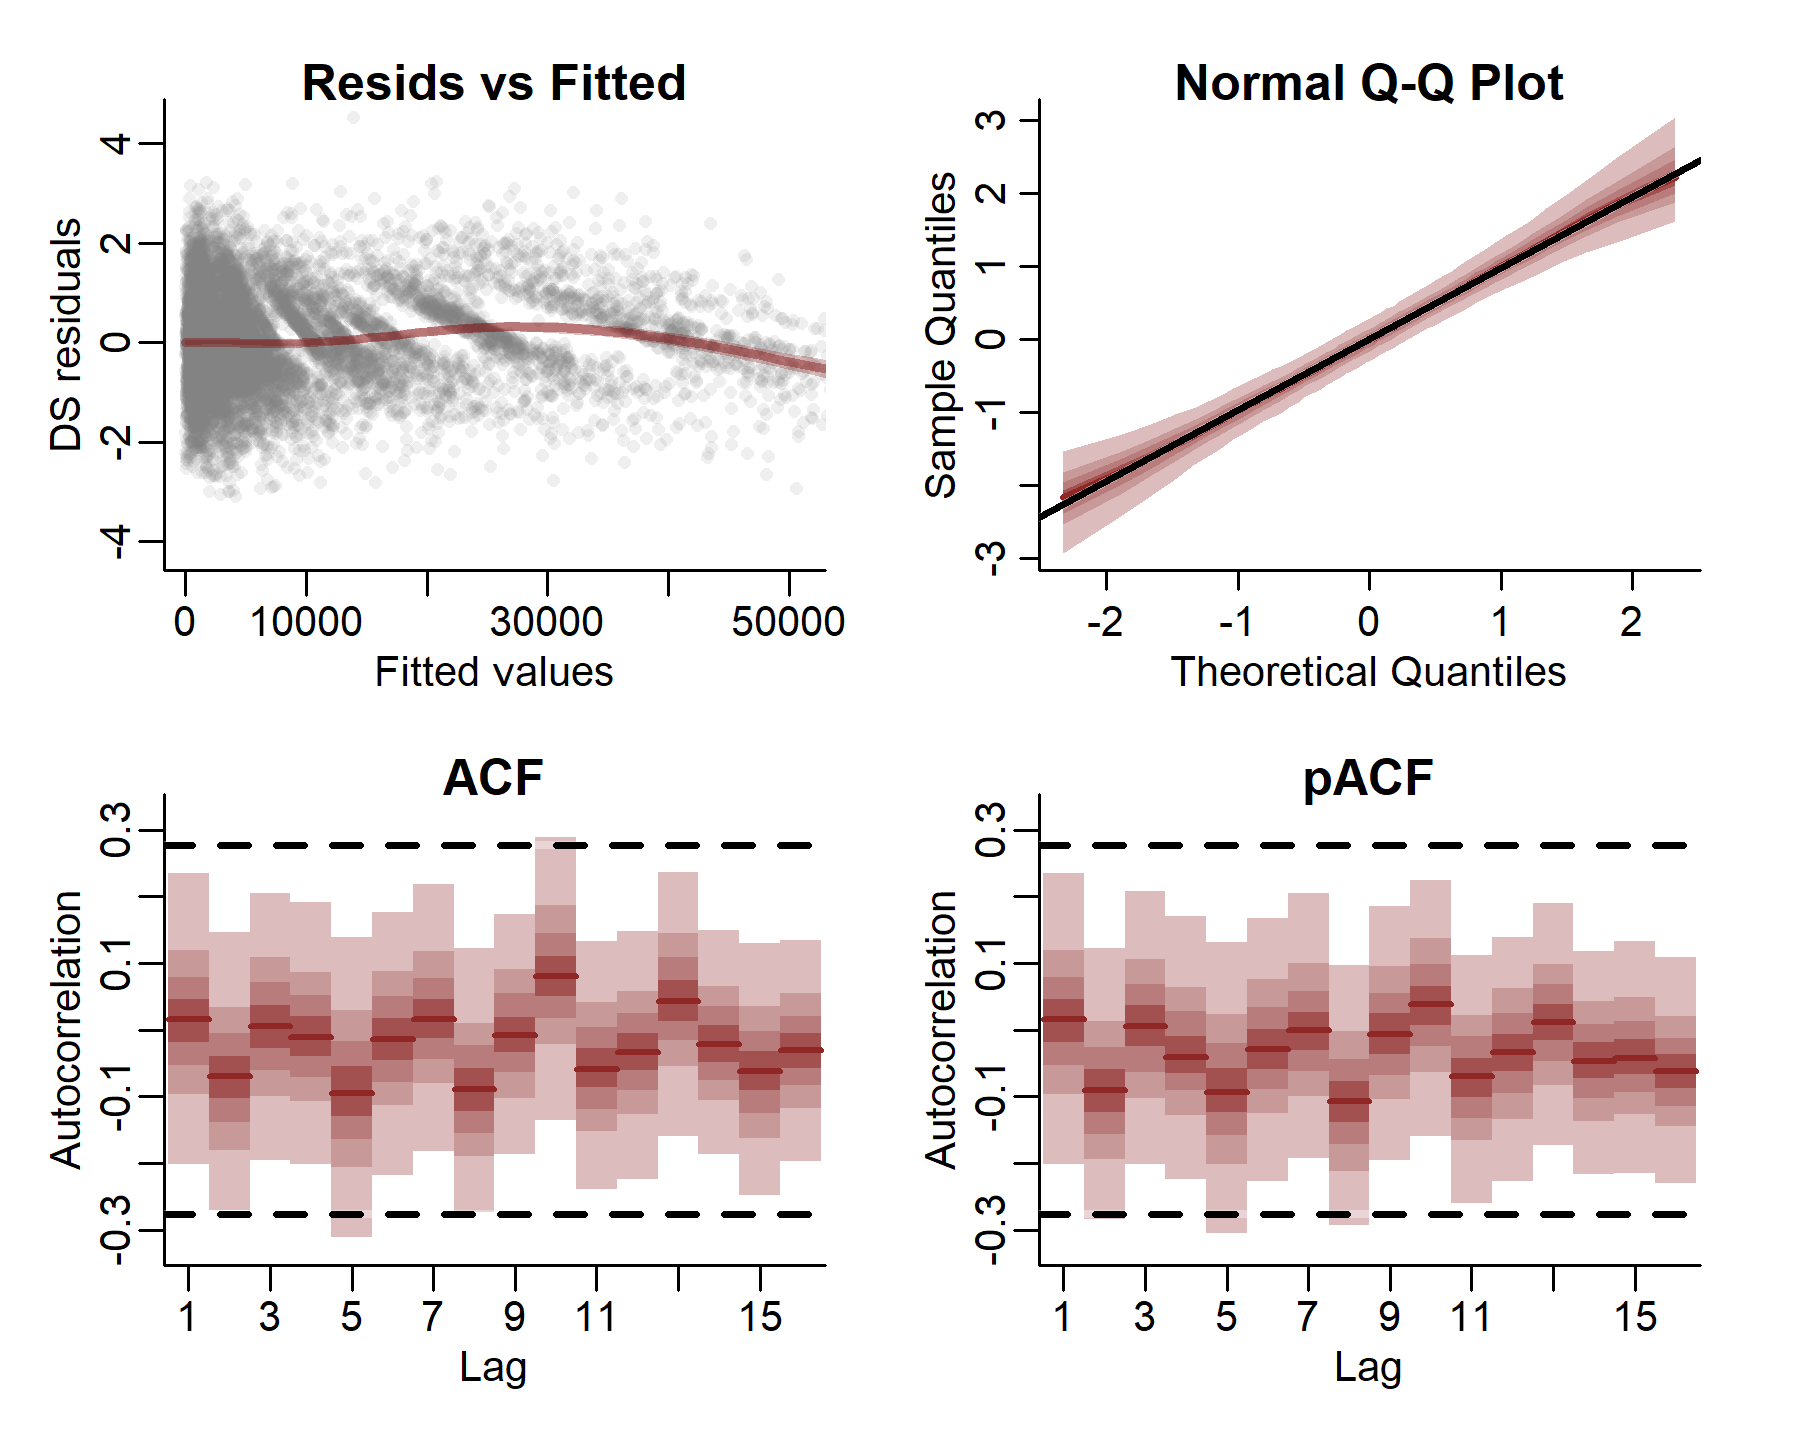 Resids vs Fitted
DS residuals
4
2
0
-2
-4
0 10000 30000 50000
Fitted values
Normal Q-Q Plot
Sample Quantiles
3
2
1
0
-1
-3
-2 -1 0 1 2
Theoretical Quantiles
ACF
Autocorrelation
0.3
0.1
-0.1
-0.3
1 3 5 7 9 11 15
Lag
pACF
Autocorrelation
0.3
0.1
-0.1
-0.3
1 3 5 7 9 11 15
Lag